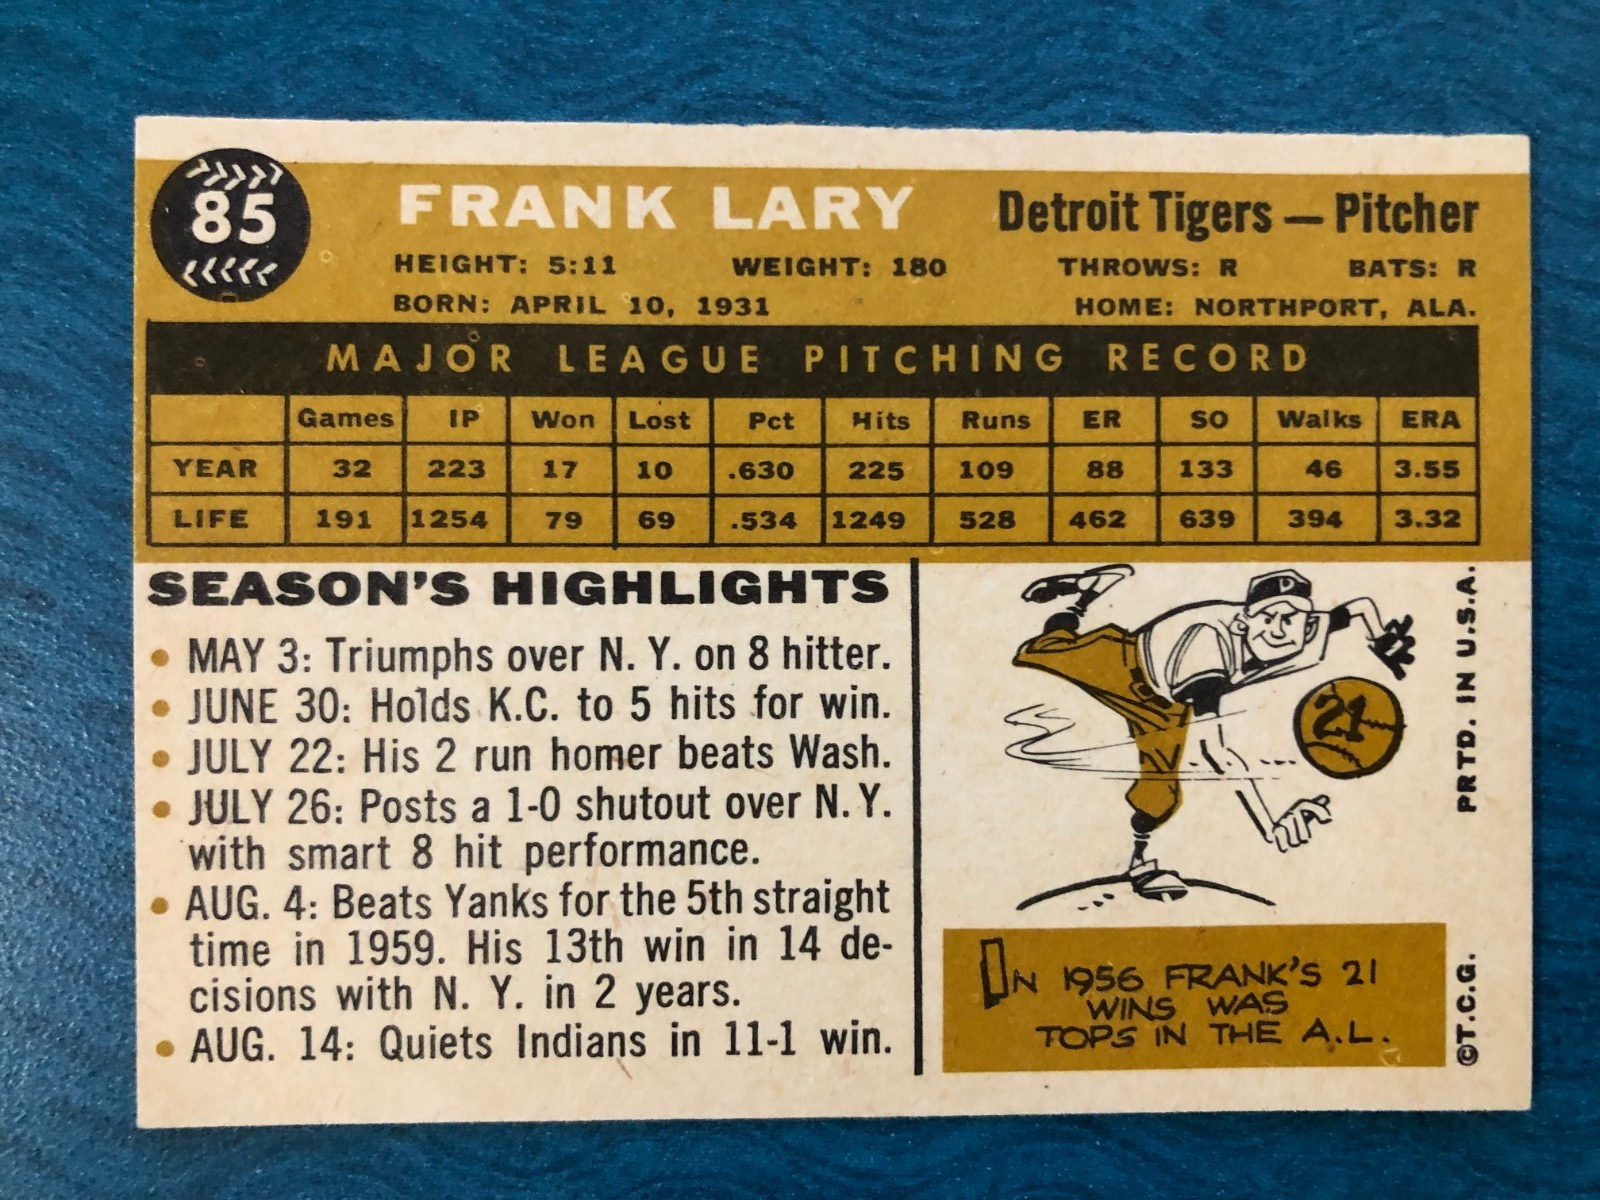 85
FRANK LARY
Detroit Tigers — Pitcher
HEIGHT: 5:11 WEIGHT: 180 THROWS: R BATS: R
BORN: APRIL 10, 1931 HOME: NORTHPORT, ALA.
MAJOR LEAGUE PITCHING RECORD
Games IP Won Lost Pct Hits Runs ER SO Walks ERA
YEAR 32 223 17 10 .630 225 109 88 133 46 3.55
LIFE 191 1254 79 69 .534 1249 528 462 639 394 3.32
SEASON'S HIGHLIGHTS
• MAY 3: Triumphs over N. Y. on 8 hitter.
• JUNE 30: Holds K.C. to 5 hits for win.
• JULY 22: His 2 run homer beats Wash.
• JULY 26: Posts a 1-0 shutout over N. Y.
with smart 8 hit performance.
• AUG. 4: Beats Yanks for the 5th straight
time in 1959. His 13th win in 14 de-
cisions with N. Y. in 2 years.
• AUG. 14: Quiets Indians in 11-1 win.
D
21
IN 1956 FRANK'S 21
WINS WAS
TOPS IN THE A.L.
©T.C.G. PRTD. IN U.S.A.